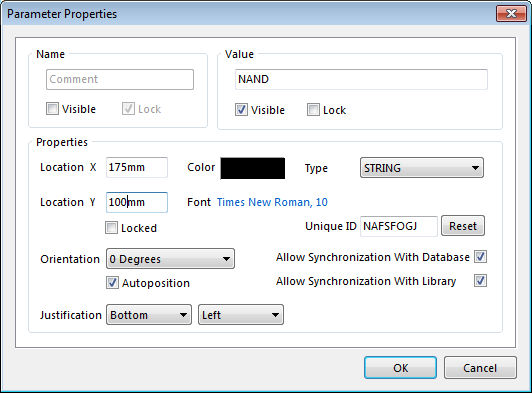 Parameter Properties
Name
Comment
Visible
Lock
Value
NAND
Visible
Lock
Properties
Location X 175mm Color Type STRING
Location Y 100mm Font Times New Roman, 10
Locked Unique ID NAFSFOGJ Reset
Orientation 0 Degrees Allow Synchronization With Database
Autoposition Allow Synchronization With Library
Justification Bottom Left
OK Cancel